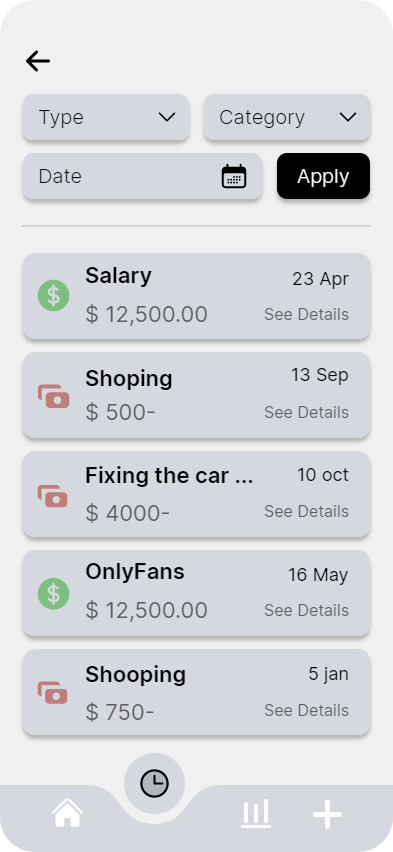 Type Category
Date Apply
Salary 23 Apr
$ 12,500.00 See Details
Shoping 13 Sep
$ 500- See Details
Fixing the car ... 10 oct
$ 4000- See Details
OnlyFans 16 May
$ 12,500.00 See Details
Shooping 5 jan
$ 750- See Details